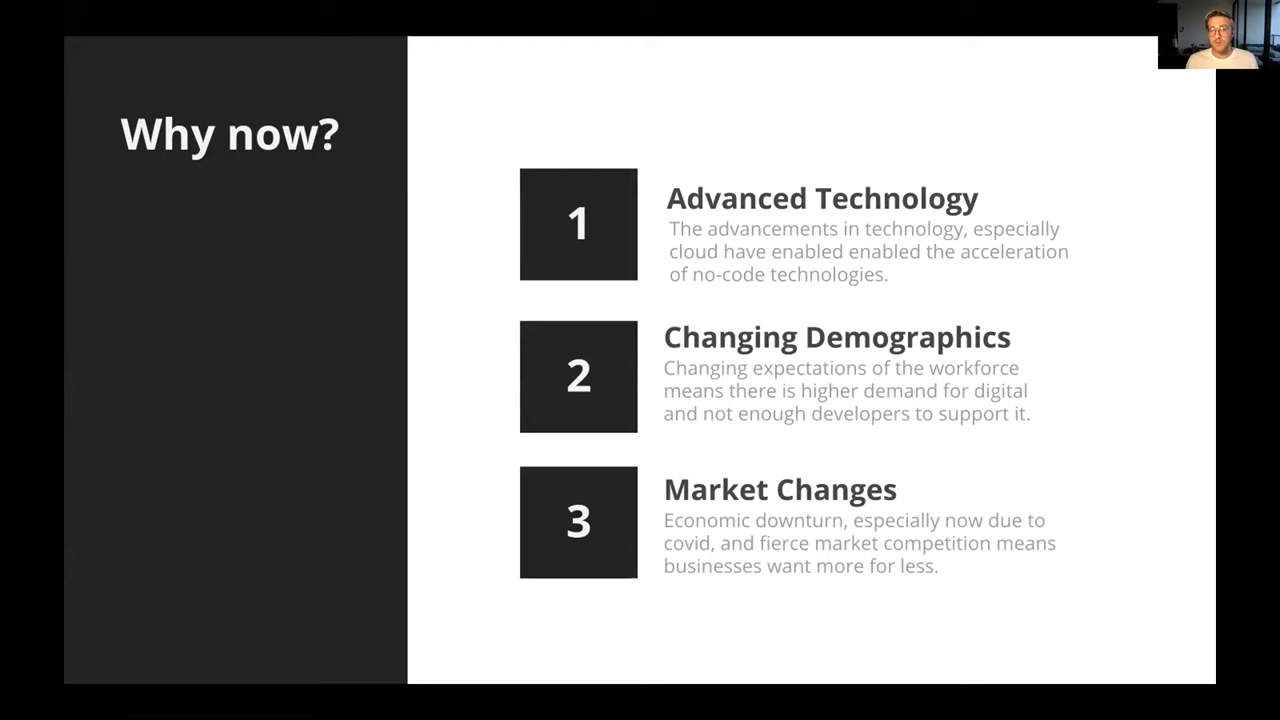 Why now?
1
Advanced Technology
The advancements in technology, especially
cloud have enabled enabled the acceleration
of no-code technologies.
2
Changing Demographics
Changing expectations of the workforce
means there is higher demand for digital
and not enough developers to support it.
3
Market Changes
Economic downturn, especially now due to
covid, and fierce market competition means
businesses want more for less.